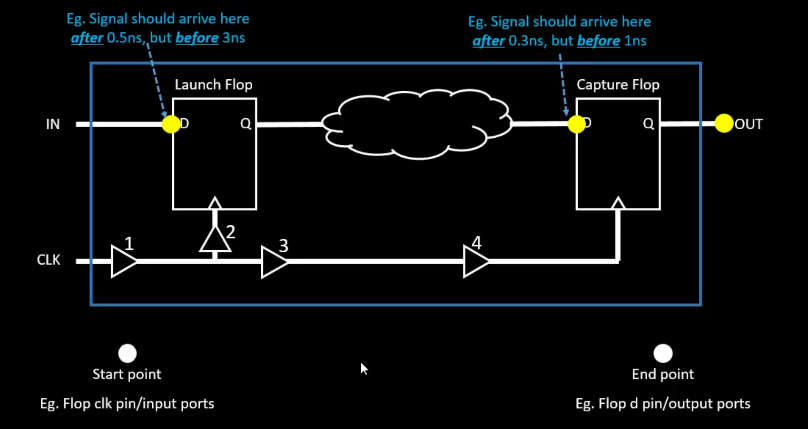 Eg. Signal should arrive here
after 0.5ns, but before 3ns
Eg. Signal should arrive here
after 0.3ns, but before 1ns
Launch Flop
Capture Flop
IN
D
Q
D
Q
OUT
1
2
3
4
CLK
Start point
End point
Eg. Flop clk pin/input ports
Eg. Flop d pin/output ports